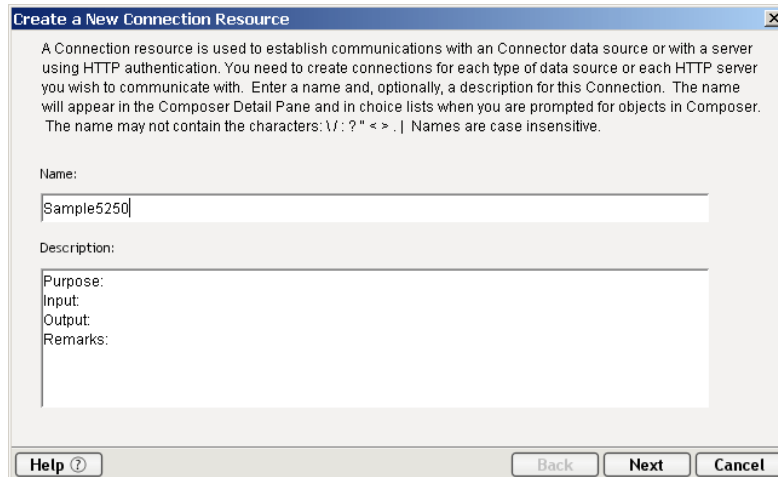 Create a New Connection Resource
A Connection resource is used to establish communications with an Connector data source or with a server
using HTTP authentication. You need to create connections for each type of data source or each HTTP server
you wish to communicate with.  Enter a name and, optionally, a description for this Connection.  The name
will appear in the Composer Detail Pane and in choice lists when you are prompted for objects in Composer.
The name may not contain the characters: \ / : ? " < > . |  Names are case insensitive.
Name:
Sample5250
Description:
Purpose:
Input:
Output:
Remarks:
Help ?
Back
Next
Cancel